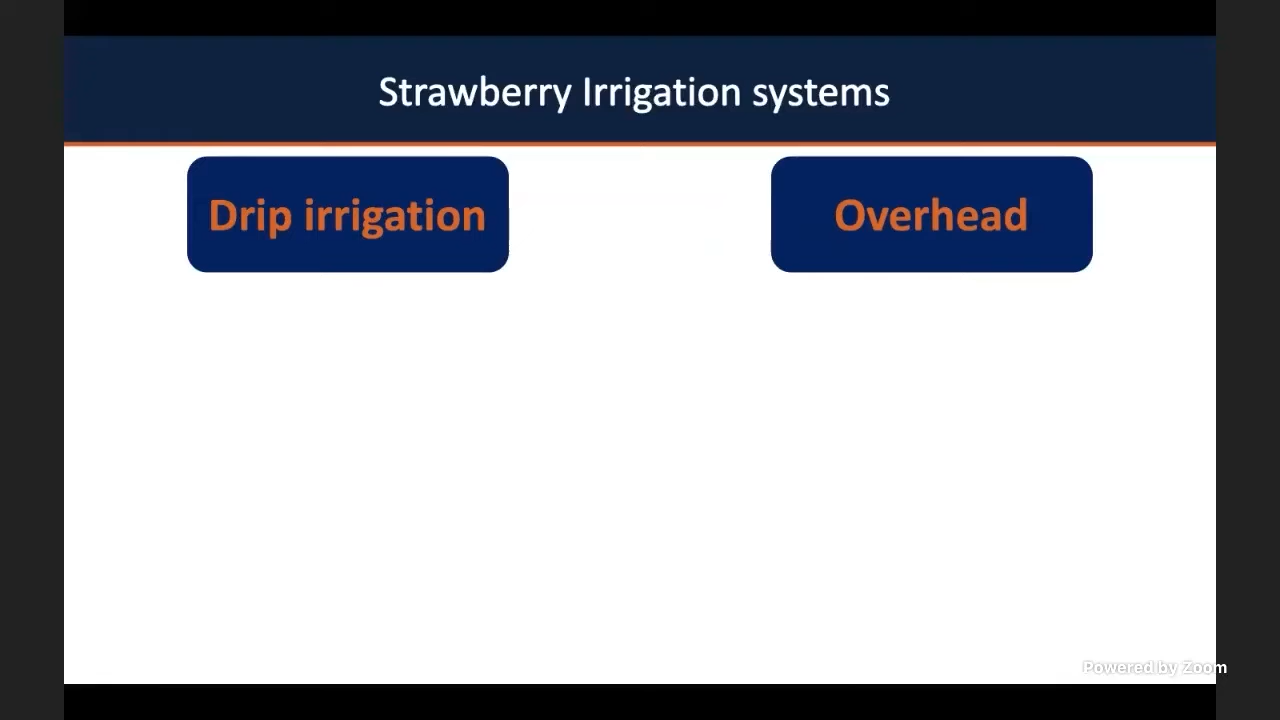 Strawberry Irrigation systems
Drip irrigation
Overhead
Powered by Zoom